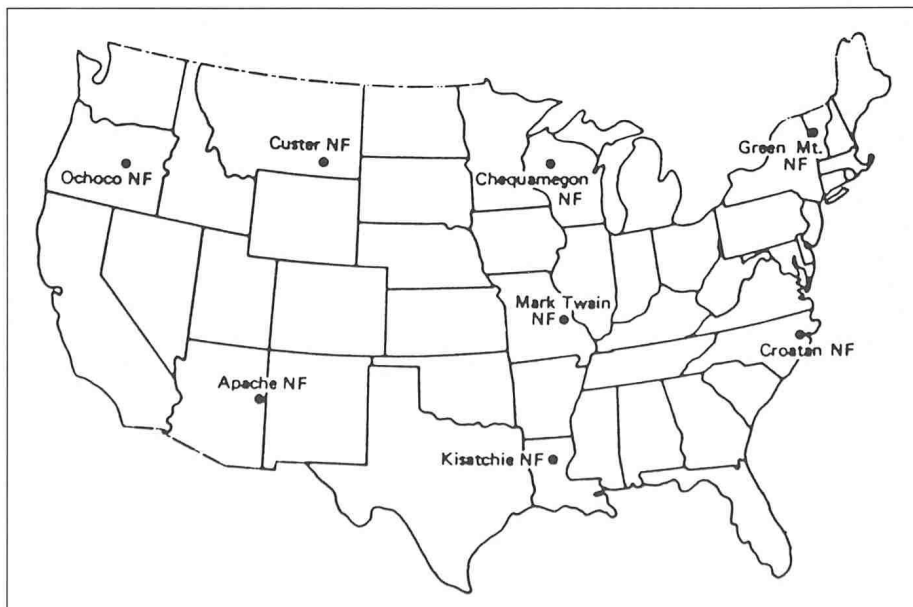 Custer NF
Ochoco NF
Chequamegon
NF
Green Mt.
NF
Mark Twain
NF
Croatan NF
Apache NF
Kisatchie NF